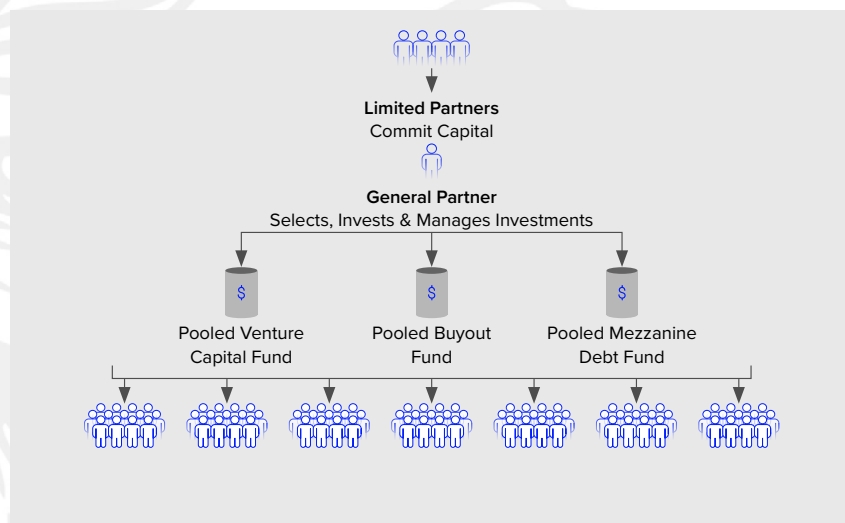 Limited Partners
Commit Capital
General Partner
Selects, Invests & Manages Investments
$
$
$
Pooled Venture
Capital Fund
Pooled Buyout
Fund
Pooled Mezzanine
Debt Fund